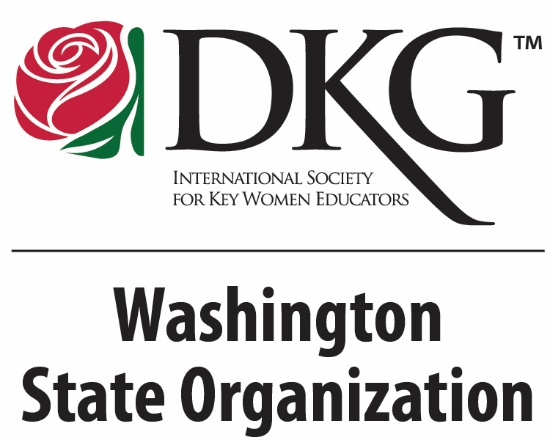 DKG™
INTERNATIONAL SOCIETY
FOR KEY WOMEN EDUCATORS
Washington
State Organization